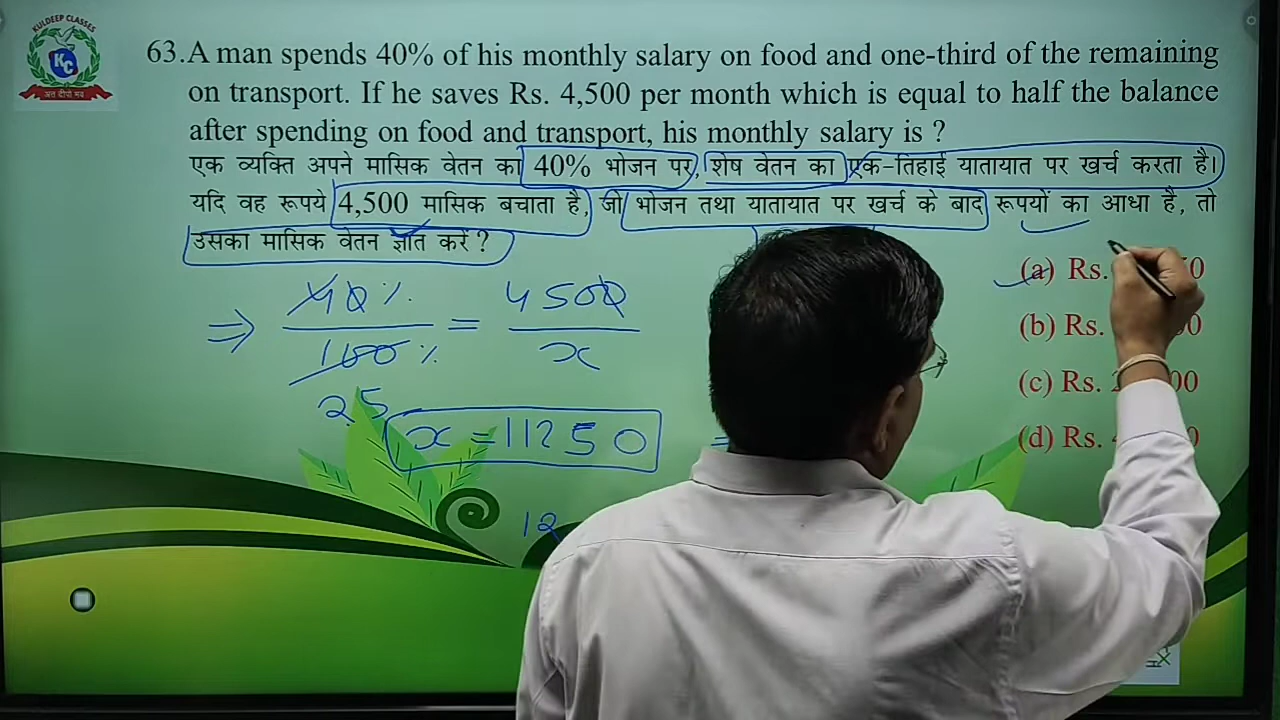 KULDEEP CLASSES
KC
अत्त दीपो भव
63.A man spends 40% of his monthly salary on food and one-third of the remaining
on transport. If he saves Rs. 4,500 per month which is equal to half the balance
after spending on food and transport, his monthly salary is ?
एक व्यक्ति अपने मासिक वेतन का 40% भोजन पर, शेष वेतन का एक-तिहाई यातायात पर खर्च करता है।
यदि वह रूपये 4,500 मासिक बचाता है, जो भोजन तथा यातायात पर खर्च के बाद रूपयों का आधा है, तो
उसका मासिक वेतन ज्ञात करें?
(a) Rs.
(b) Rs.
(c) Rs.
(d) Rs.
⇒ 40% / 100% = 4500 / x
25
x = 11250
12